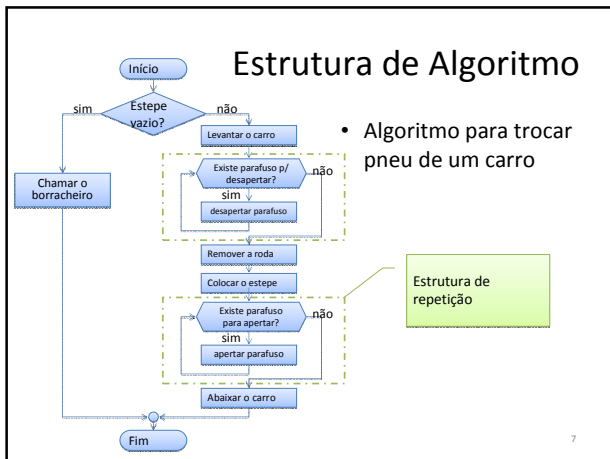 Estrutura de Algoritmo
Início
sim
Estepe
vazio?
não
Levantar o carro
• Algoritmo para trocar
pneu de um carro
Chamar o
borracheiro
Existe parafuso p/
desapertar?
não
sim
desapertar parafuso
Remover a roda
Colocar o estepe
Estrutura de
repetição
Existe parafuso
para apertar?
não
sim
apertar parafuso
Abaixar o carro
Fim
7